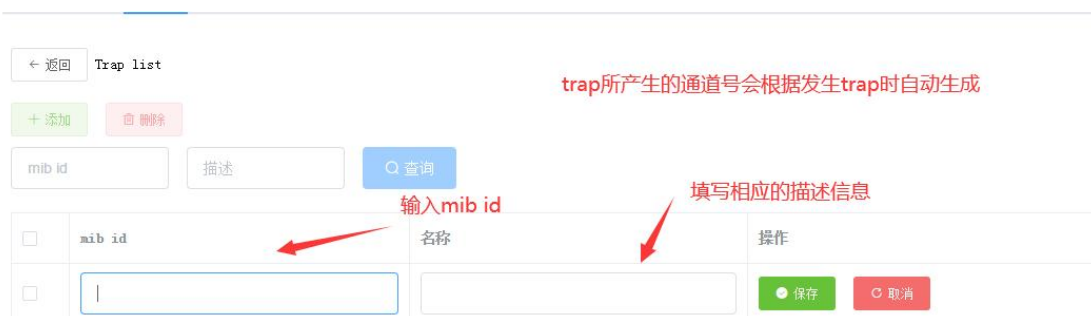 ← 返回 Trap list
trap所产生的通道号会根据发生trap时自动生成
+ 添加 删除
mib id 描述 查询
填写相应的描述信息
输入mib id
mib id 名称 操作
保存 取消